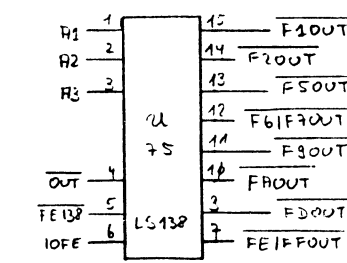 A1 1 15 F1OUT
A2 2 14 F2OUT
A3 3 13 F5OUT
U 12 F6/F7OUT
75 11 F9OUT
OUT 4 10 FAOUT
FE138 5 9 FDOUT
LS138
IOFE 6 7 FE/FFOUT